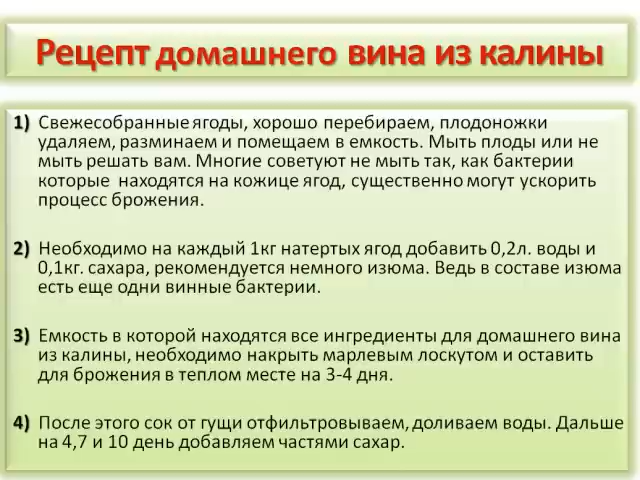 Рецепт домашнего вина из калины
1) Свежесобранные ягоды, хорошо перебираем, плодоножки
удаляем, разминаем и помещаем в емкость. Мыть плоды или не
мыть решать вам. Многие советуют не мыть так, как бактерии
которые находятся на кожице ягод, существенно могут ускорить
процесс брожения.
2) Необходимо на каждый 1кг натертых ягод добавить 0,2л. воды и
0,1кг. сахара, рекомендуется немного изюма. Ведь в составе изюма
есть еще одни винные бактерии.
3) Емкость в которой находятся все ингредиенты для домашнего вина
из калины, необходимо накрыть марлевым лоскутом и оставить
для брожения в теплом месте на 3-4 дня.
4) После этого сок от гущи отфильтровываем, доливаем воды. Дальше
на 4,7 и 10 день добавляем частями сахар.